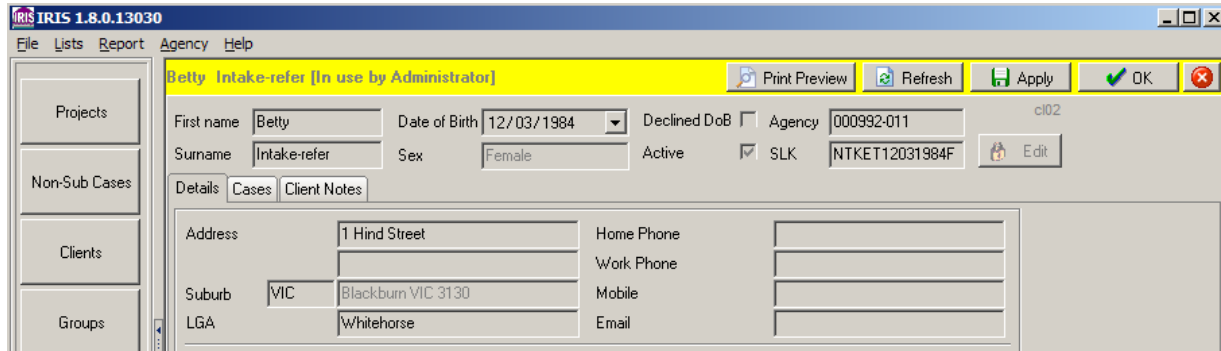 IRIS IRIS 1.8.0.13030
File Lists Report Agency Help
Betty Intake-refer [In use by Administrator] Print Preview Refresh Apply OK
Projects
First name Betty Date of Birth 12/03/1984 Declined DoB Agency 000992-011 cl02
Surname Intake-refer Sex Female Active SLK NTKET12031984F Edit
Non-Sub Cases
Details Cases Client Notes
Address 1 Hind Street Home Phone
Clients
Work Phone
Suburb VIC Blackburn VIC 3130 Mobile
Groups
LGA Whitehorse Email